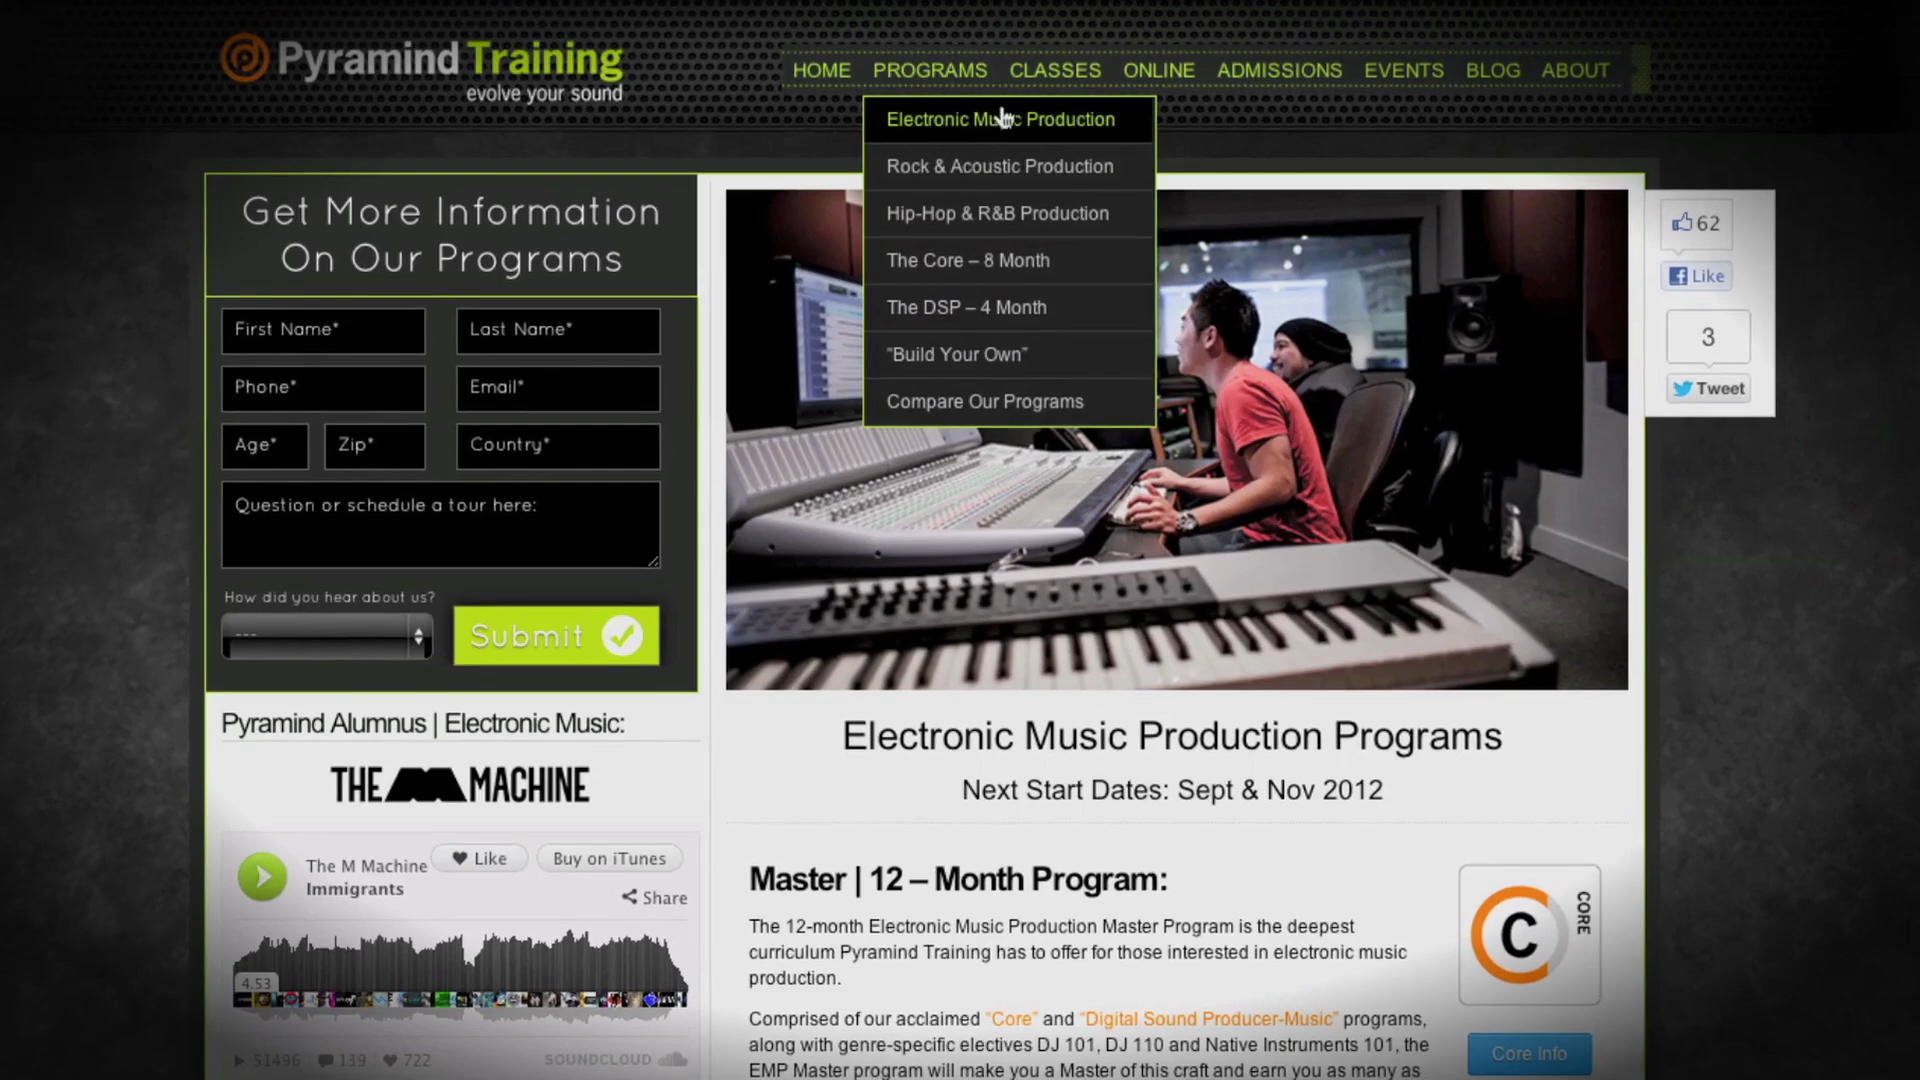 Pyramind Training
evolve your sound
HOME PROGRAMS CLASSES ONLINE ADMISSIONS EVENTS BLOG ABOUT
Electronic Music Production
Rock & Acoustic Production
Hip-Hop & R&B Production
The Core – 8 Month
The DSP – 4 Month
“Build Your Own”
Compare Our Programs
Get More Information
On Our Programs
First Name*
Last Name*
Phone*
Email*
Age*
Zip*
Country*
Question or schedule a tour here:
How did you hear about us?
---
Submit
62
Like
3
Tweet
Pyramind Alumnus | Electronic Music:
THE M MACHINE
The M Machine
Immigrants
Like
Buy on iTunes
Share
4.53
51496 139 722
SOUNDCLOUD
Electronic Music Production Programs
Next Start Dates: Sept & Nov 2012
Master | 12 – Month Program:
The 12-month Electronic Music Production Master Program is the deepest
curriculum Pyramind Training has to offer for those interested in electronic music
production.
Comprised of our acclaimed “Core” and “Digital Sound Producer-Music” programs,
along with genre-specific electives DJ 101, DJ 110 and Native Instruments 101, the
EMP Master program will make you a Master of this craft and earn you as many as
C
CORE
Core Info